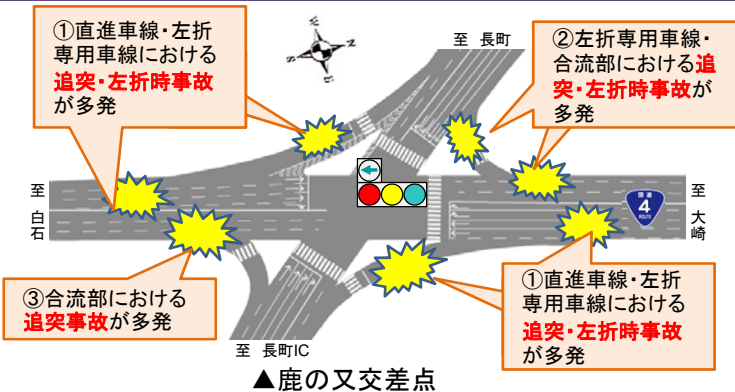 ①直進車線・左折
専用車線における
追突・左折時事故
が多発
W
S
N
E
至 長町
②左折専用車線・
合流部における追
突・左折時事故が
多発
至
白石
国道
4
ROUTE
至
大崎
③合流部における
追突事故が多発
①直進車線・左折
専用車線における
追突・左折時事故
が多発
至 長町IC
▲鹿の又交差点